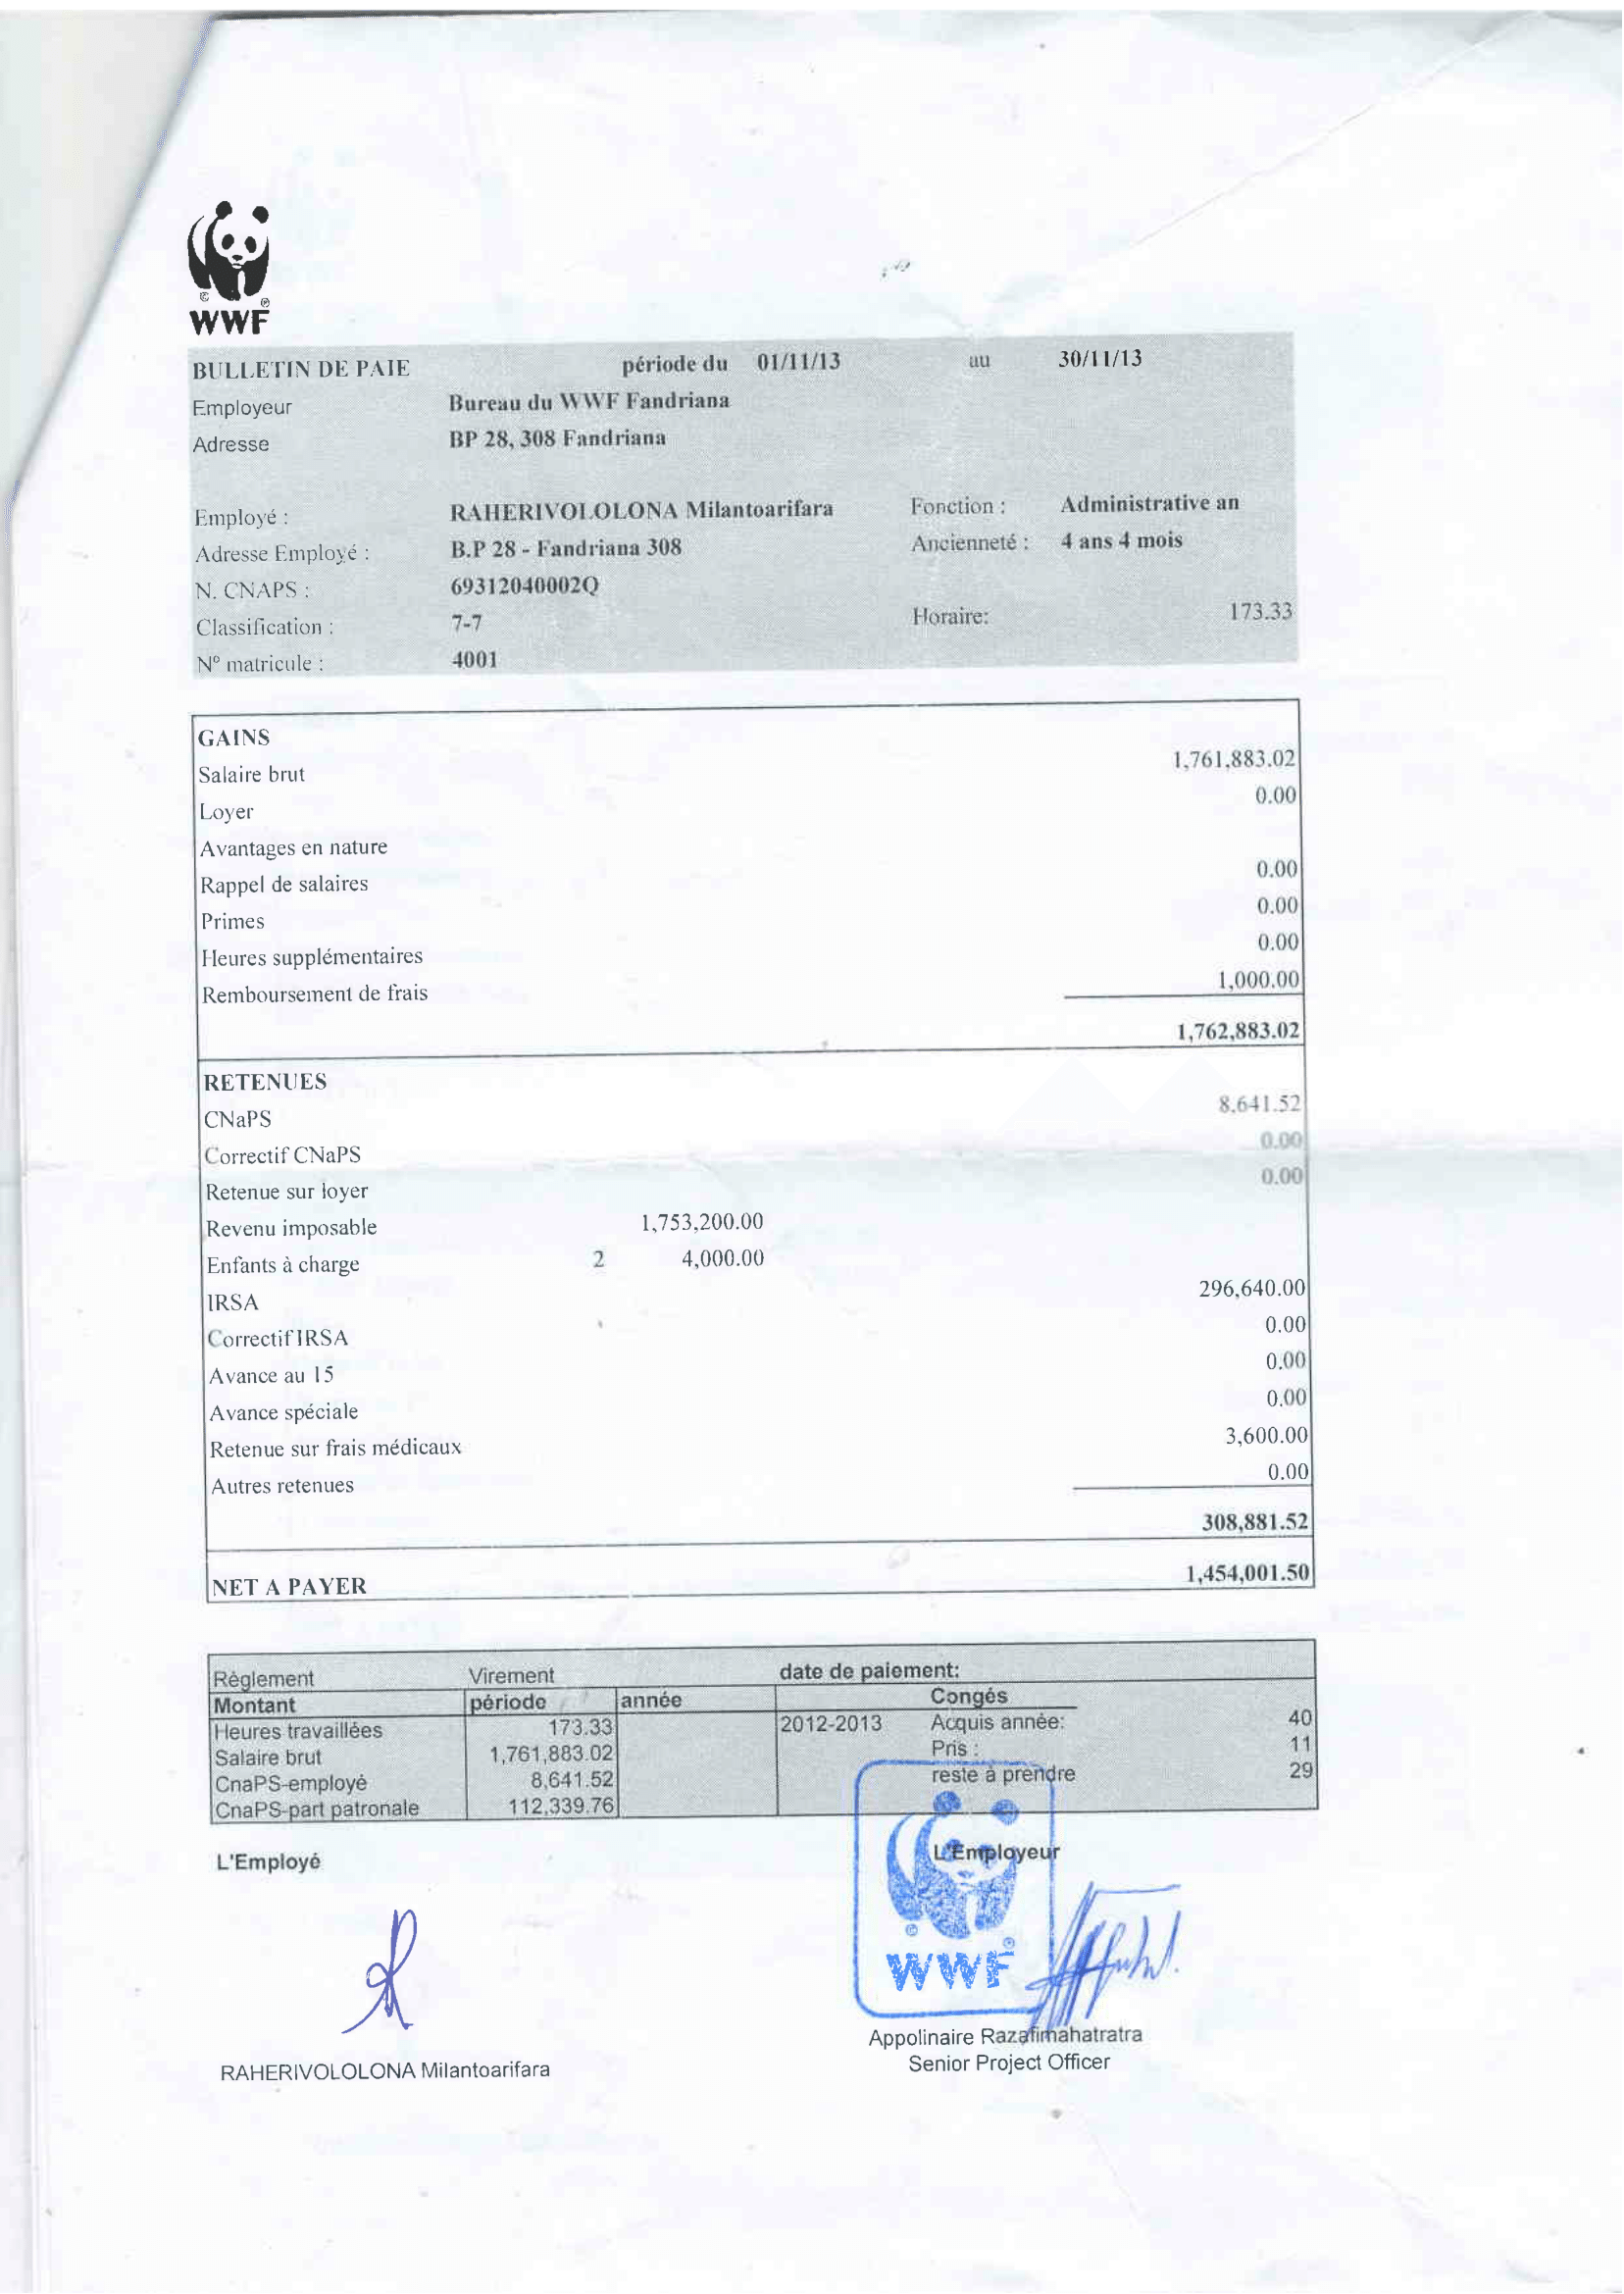 © ®
WWF
BULLETIN DE PAIE période du 01/11/13 au 30/11/13
Employeur Bureau du WWF Fandriana
Adresse BP 28, 308 Fandriana
Employé : RAHERIVOLOLONA Milantoarifara Fonction : Administrative an
Adresse Employé : B.P 28 - Fandriana 308 Ancienneté : 4 ans 4 mois
N. CNAPS : 69312040002Q
Classification : 7-7 Horaire: 173.33
N° matricule : 4001
GAINS
Salaire brut 1,761,883.02
Loyer 0.00
Avantages en nature
Rappel de salaires 0.00
Primes 0.00
Heures supplémentaires 0.00
Remboursement de frais 1,000.00
1,762,883.02
RETENUES
CNaPS 8,641.52
Correctif CNaPS 0.00
Retenue sur loyer 0.00
Revenu imposable 1,753,200.00
Enfants à charge 2 4,000.00
IRSA 296,640.00
Correctif IRSA 0.00
Avance au 15 0.00
Avance spéciale 0.00
Retenue sur frais médicaux 3,600.00
Autres retenues 0.00
308,881.52
NET A PAYER 1,454,001.50
Règlement Virement date de paiement:
Montant période année Congés
Heures travaillées 173.33 2012-2013 Acquis année: 40
Salaire brut 1,761,883.02 Pris : 11
CnaPS-employé 8,641.52 reste à prendre 29
CnaPS-part patronale 112,339.76
L'Employé L'Employeur
© ®
WWF
Appolinaire Razafimahatratra
RAHERIVOLOLONA Milantoarifara Senior Project Officer